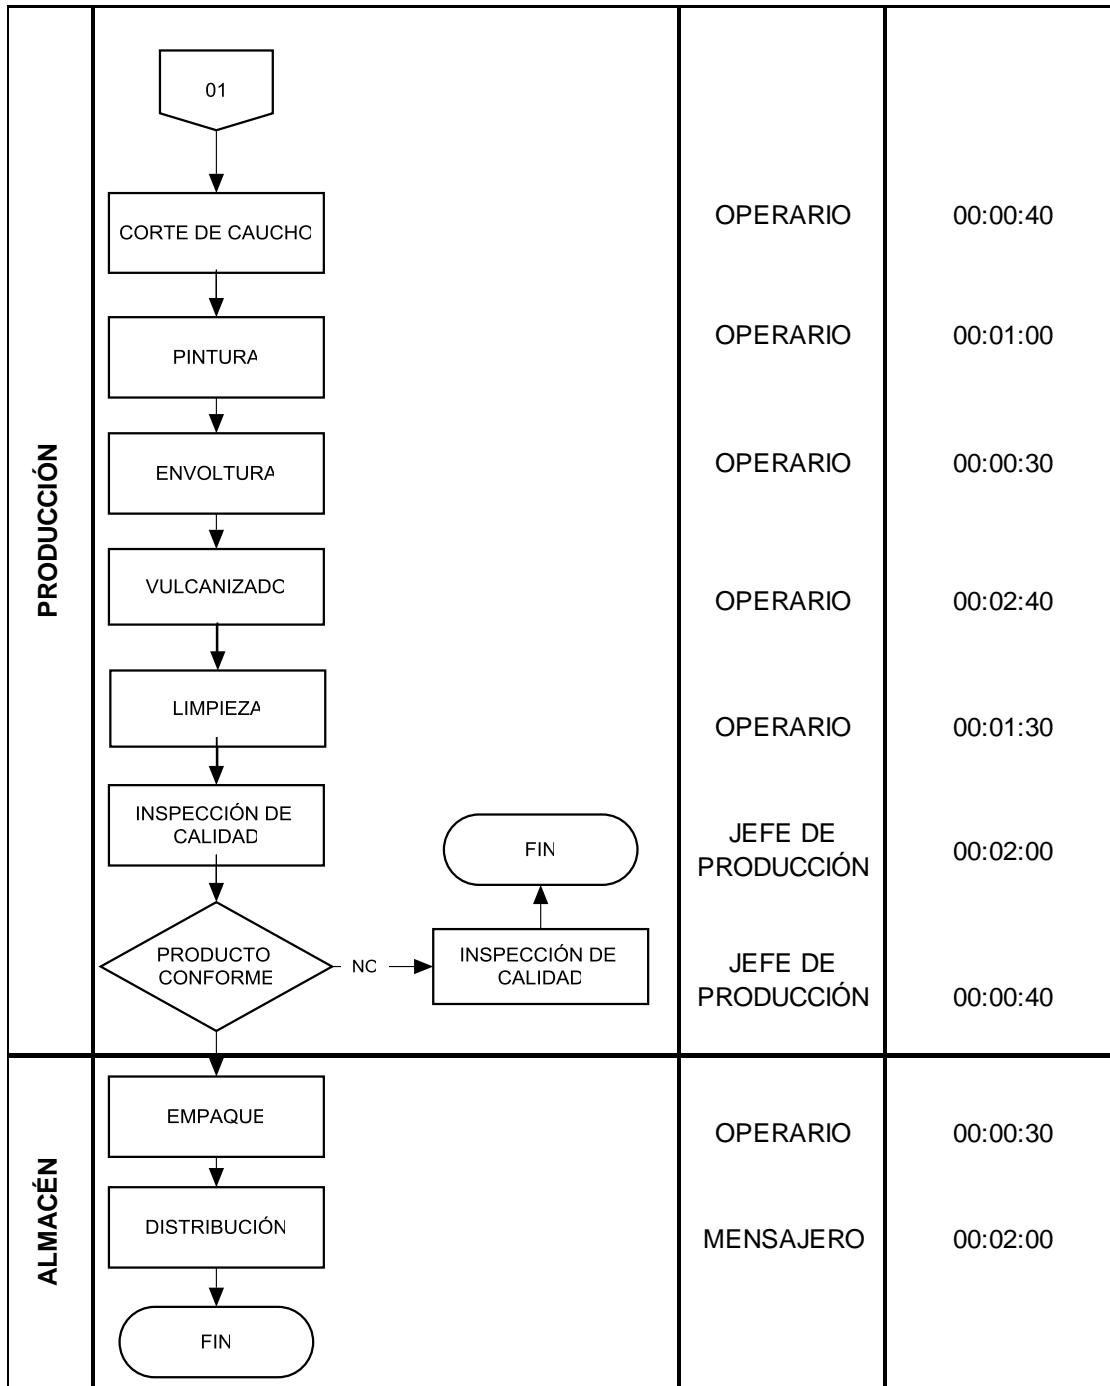 PRODUCCIÓN
01
CORTE DE CAUCHO
OPERARIO
00:00:40
PINTURA
OPERARIO
00:01:00
ENVOLTURA
OPERARIO
00:00:30
VULCANIZADO
OPERARIO
00:02:40
LIMPIEZA
OPERARIO
00:01:30
INSPECCIÓN DE
CALIDAD
FIN
JEFE DE
PRODUCCIÓN
00:02:00
PRODUCTO
CONFORME
NO
INSPECCIÓN DE
CALIDAD
JEFE DE
PRODUCCIÓN
00:00:40
ALMACÉN
EMPAQUE
OPERARIO
00:00:30
DISTRIBUCIÓN
MENSAJERO
00:02:00
FIN